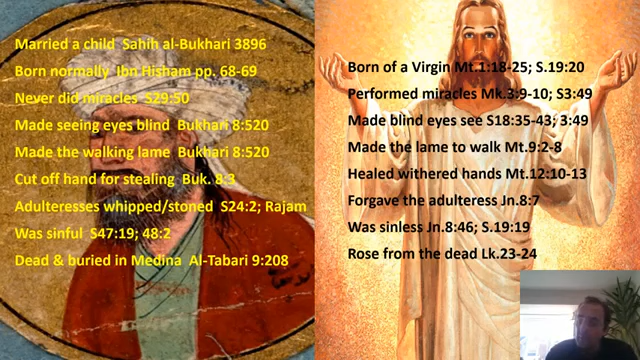 Married a child  Sahih al-Bukhari 3896
Born normally  Ibn Hisham pp. 68-69
Never did miracles  S29:50
Made seeing eyes blind  Bukhari 8:520
Made the walking lame  Bukhari 8:520
Cut off hand for stealing  Buk. 8:3
Adulteresses whipped/stoned  S24:2; Rajam
Was sinful  S47:19; 48:2
Dead & buried in Medina  Al-Tabari 9:208
Born of a Virgin Mt.1:18-25; S.19:20
Performed miracles Mk.3:9-10; S3:49
Made blind eyes see S18:35-43; 3:49
Made the lame to walk Mt.9:2-8
Healed withered hands Mt.12:10-13
Forgave the adulteress Jn.8:7
Was sinless Jn.8:46; S.19:19
Rose from the dead Lk.23-24